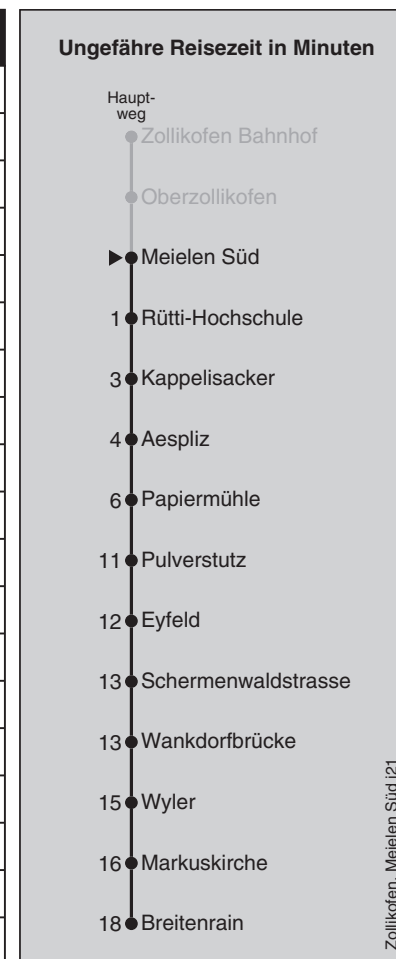 Ungefähre Reisezeit in Minuten
Haupt-
weg
Zollikofen Bahnhof
Oberzollikofen
Meielen Süd
1 Rütti-Hochschule
3 Kappelisacker
4 Aespliz
6 Papiermühle
11 Pulverstutz
12 Eyfeld
13 Schermenwaldstrasse
13 Wankdorfbrücke
15 Wyler
16 Markuskirche
18 Breitenrain
Zollikofen, Meielen Süd j21